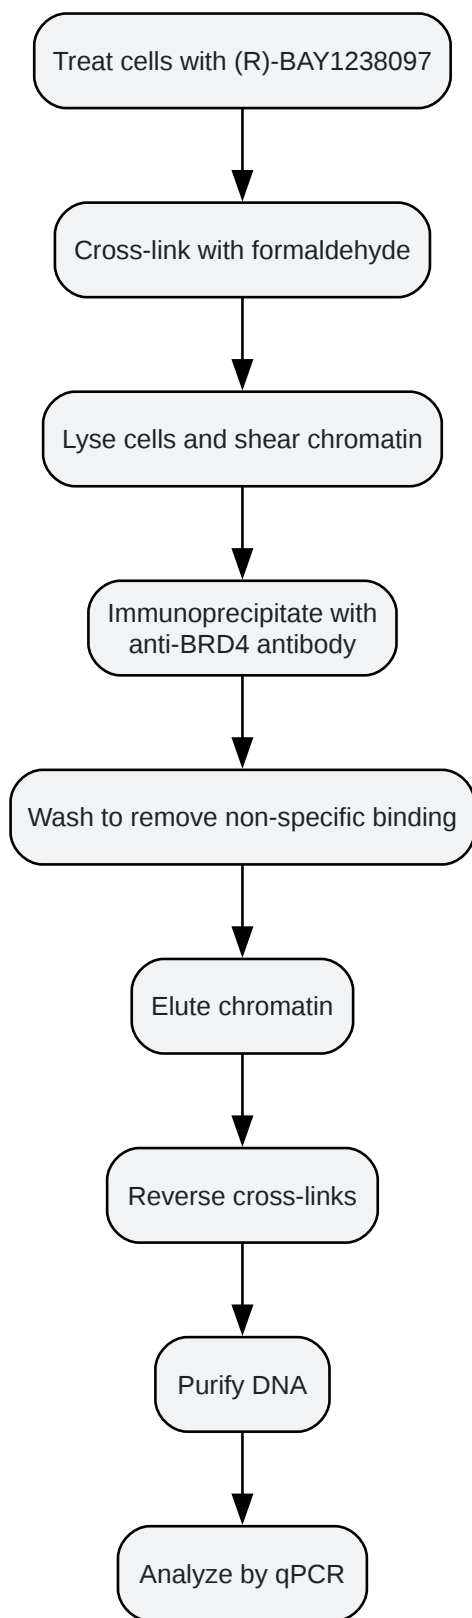 Treat cells with (R)-BAY1238097
Cross-link with formaldehyde
Lyse cells and shear chromatin
Immunoprecipitate with
anti-BRD4 antibody
Wash to remove non-specific binding
Elute chromatin
Reverse cross-links
Purify DNA
Analyze by qPCR